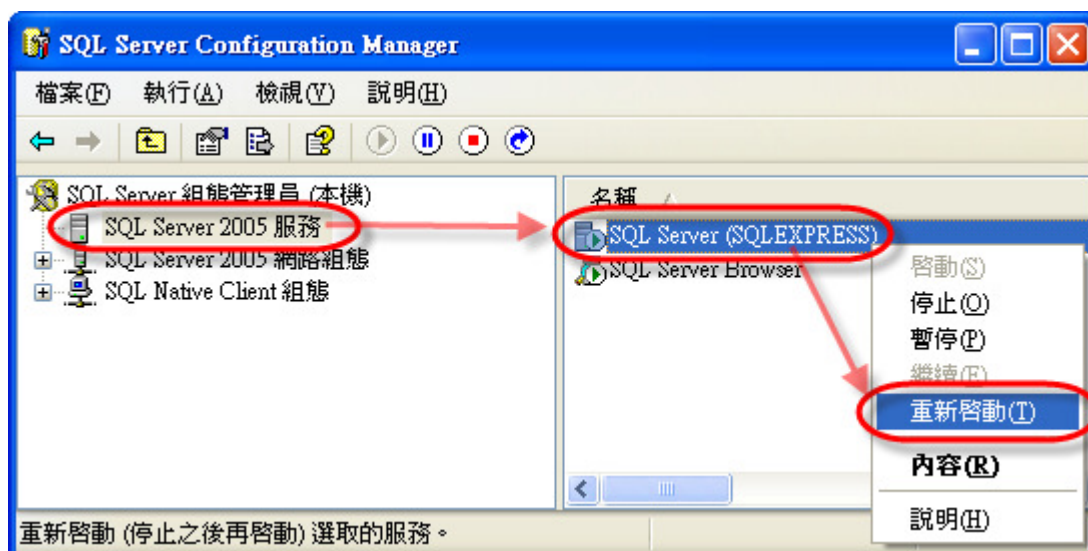 SQL Server Configuration Manager
檔案(F) 執行(A) 檢視(V) 說明(H)
SQL Server 組態管理員 (本機)
SQL Server 2005 服務
SQL Server 2005 網路組態
SQL Native Client 組態
名稱
SQL Server (SQLEXPRESS)
SQL Server Browser
啟動(S)
停止(O)
暫停(P)
繼續(E)
重新啟動(T)
內容(R)
說明(H)
重新啟動 (停止之後再啟動) 選取的服務。